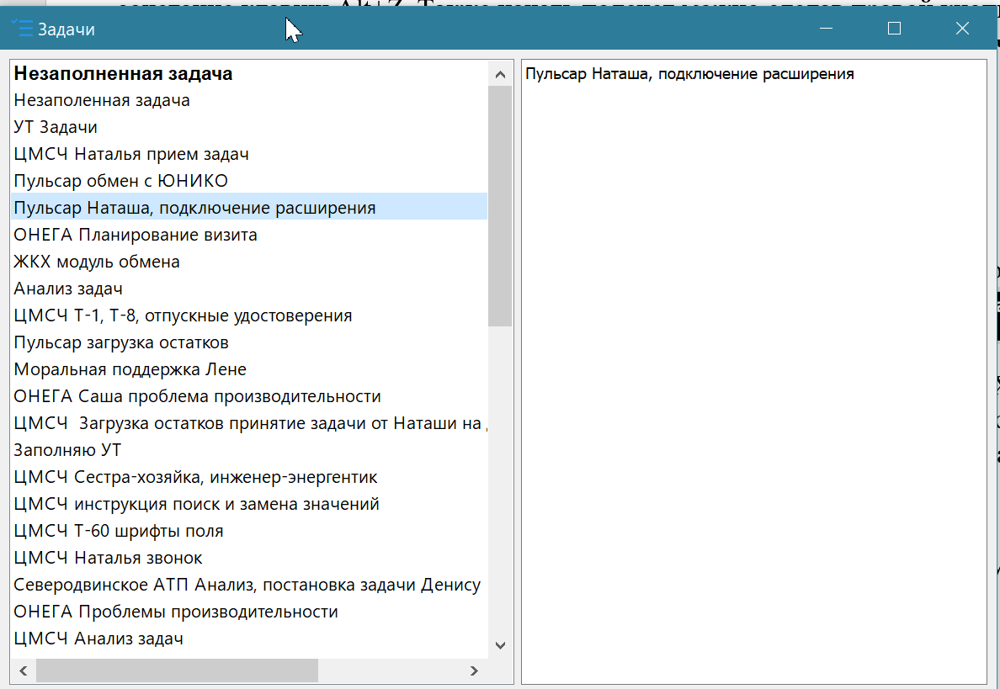 Задачи
Незаполненная задача
Незаполенная задача
УТ Задачи
ЦМСЧ Наталья прием задач
Пульсар обмен с ЮНИКО
Пульсар Наташа, подключение расширения
ОНЕГА Планирование визита
ЖКХ модуль обмена
Анализ задач
ЦМСЧ Т-1, Т-8, отпускные удостоверения
Пульсар загрузка остатков
Моральная поддержка Лене
ОНЕГА Саша проблема производительности
ЦМСЧ  Загрузка остатков принятие задачи от Наташи на
Заполняю УТ
ЦМСЧ Сестра-хозяйка, инженер-энергентик
ЦМСЧ инструкция поиск и замена значений
ЦМСЧ Т-60 шрифты поля
ЦМСЧ Наталья звонок
Северодвинское АТП Анализ, постановка задачи Денису
ОНЕГА Проблемы производительности
ЦМСЧ Анализ задач
Пульсар Наташа, подключение расширения